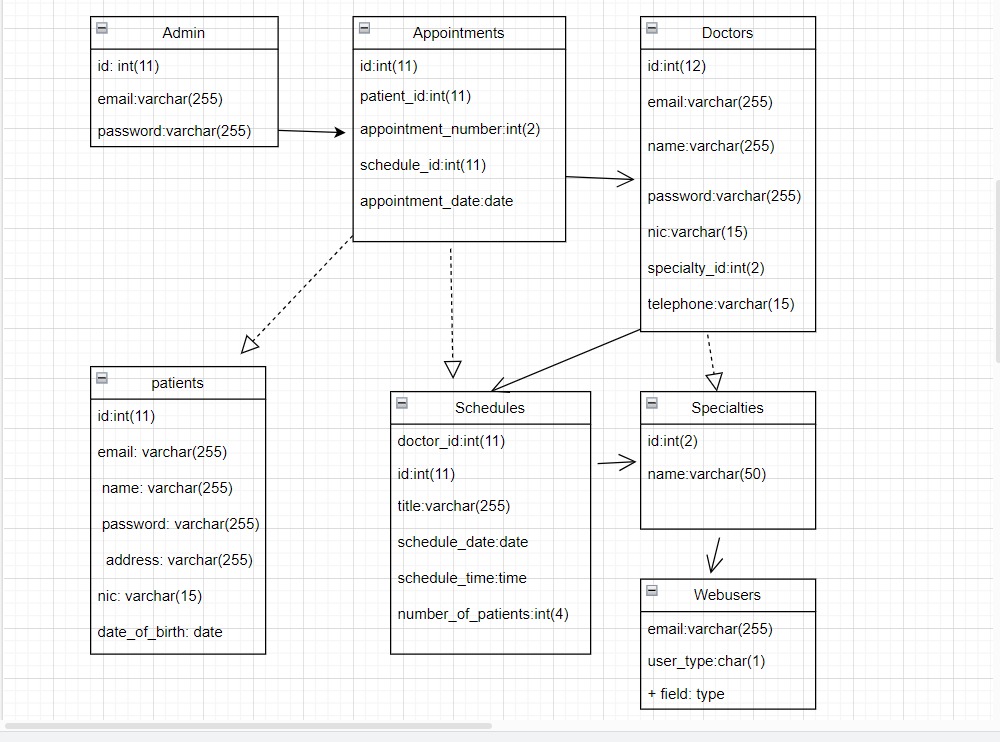 Admin
id: int(11)
email:varchar(255)
password:varchar(255)
Appointments
id:int(11)
patient_id:int(11)
appointment_number:int(2)
schedule_id:int(11)
appointment_date:date
Doctors
id:int(12)
email:varchar(255)
name:varchar(255)
password:varchar(255)
nic:varchar(15)
specialty_id:int(2)
telephone:varchar(15)
patients
id:int(11)
email: varchar(255)
name: varchar(255)
password: varchar(255)
address: varchar(255)
nic: varchar(15)
date_of_birth: date
Schedules
doctor_id:int(11)
id:int(11)
title:varchar(255)
schedule_date:date
schedule_time:time
number_of_patients:int(4)
Specialties
id:int(2)
name:varchar(50)
Webusers
email:varchar(255)
user_type:char(1)
+ field: type